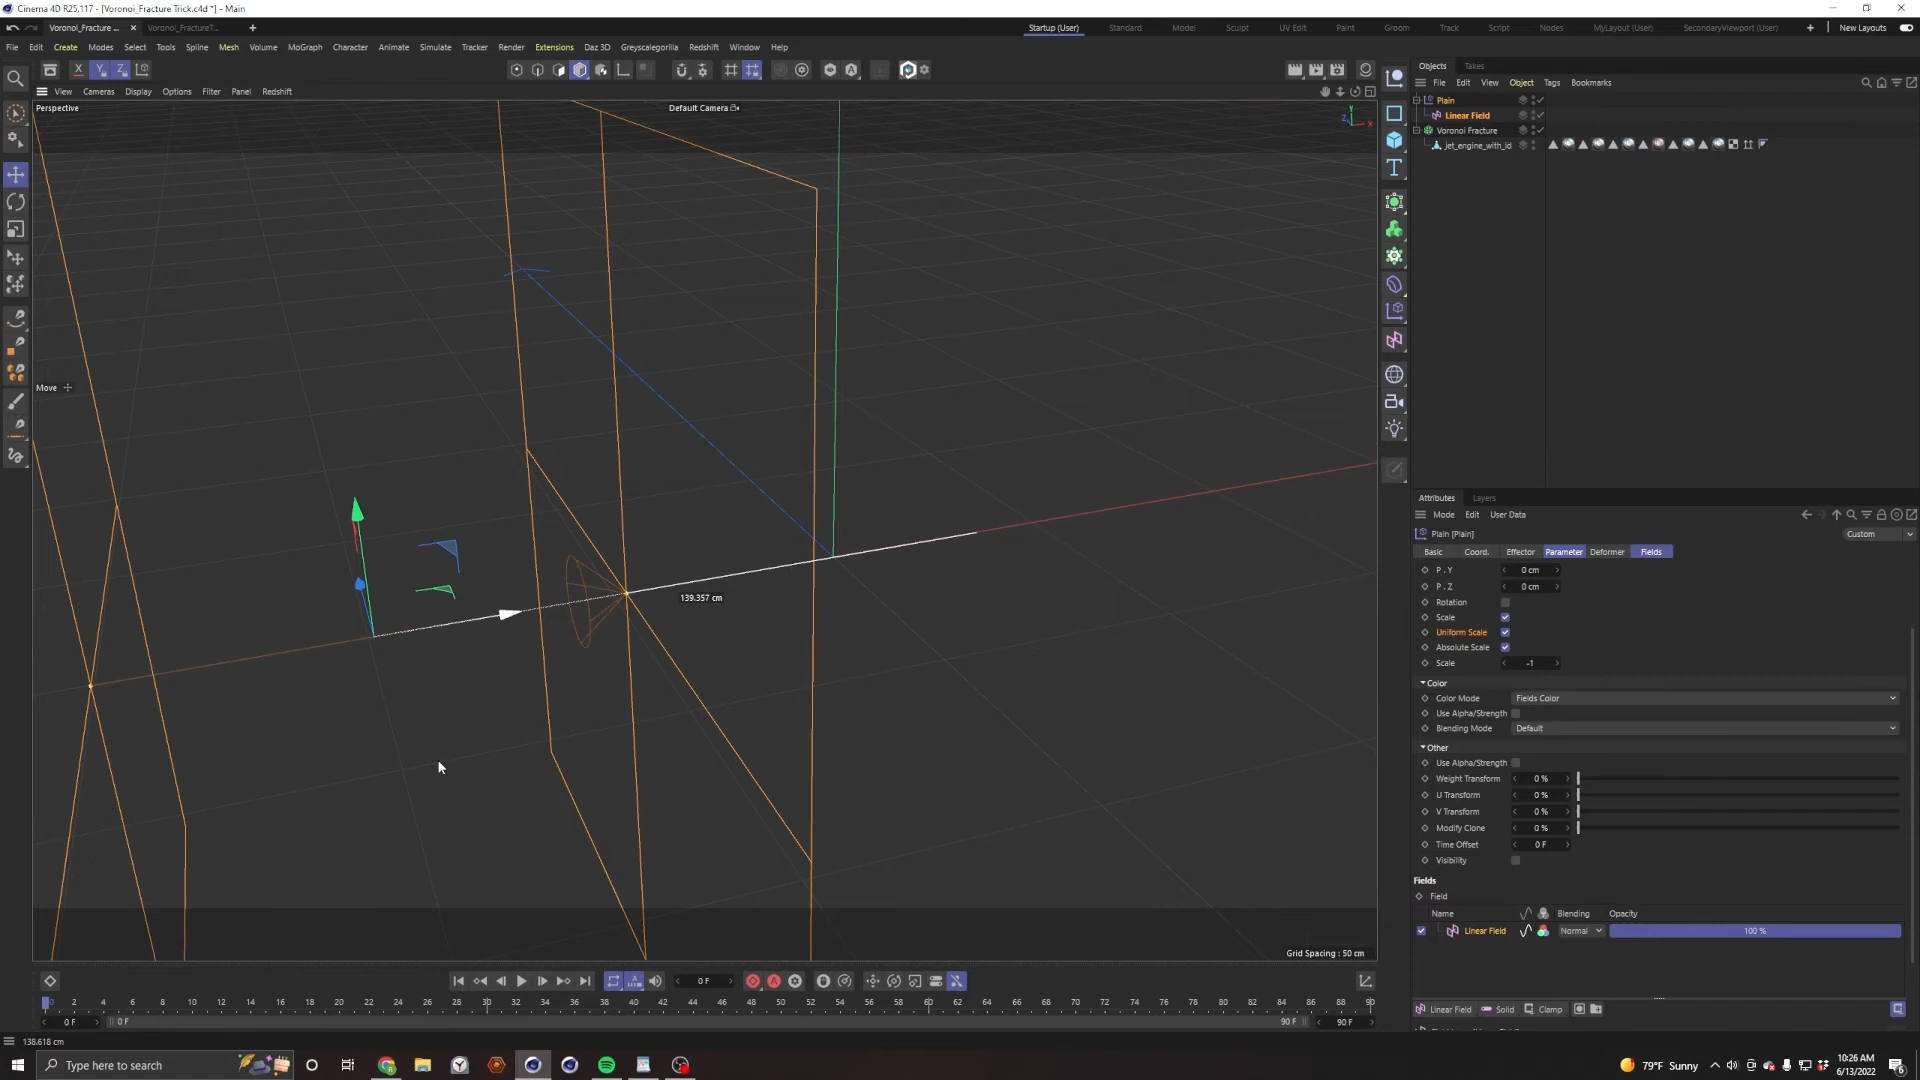 Cinema 4D R25.117 - [Voronoi_Fracture Trick.c4d *] - Main
Voronoi_Fracture ... × Voronoi_FractureT... + Startup (User) Standard Model Sculpt UV Edit Paint Groom Track Script Nodes MyLayout (User) SecondaryViewport (User) + New Layouts
File Edit Create Modes Select Tools Spline Mesh Volume MoGraph Character Animate Simulate Tracker Render Extensions Daz 3D Greyscalegorilla Redshift Window Help
X Y Z
Objects Takes
File Edit View Object Tags Bookmarks
View Cameras Display Options Filter Panel Redshift
Perspective
Default Camera
Y
Z X
Plain
Linear Field
Voronoi Fracture
jet_engine_with_id
Move
139.357 cm
Grid Spacing : 50 cm
Attributes Layers
Mode Edit User Data
Plain [Plain] Custom
Basic Coord. Effector Parameter Deformer Fields
P . Y 0 cm
P . Z 0 cm
Rotation
Scale
Uniform Scale
Absolute Scale
Scale -1
Color
Color Mode Fields Color
Use Alpha/Strength
Blending Mode Default
Other
Use Alpha/Strength
Weight Transform 0 %
U Transform 0 %
V Transform 0 %
Modify Clone 0 %
Time Offset 0 F
Visibility
Fields
Field
Name Blending Opacity
Linear Field Normal 100 %
Linear Field Solid Clamp
0 F
0 2 4 6 8 10 12 14 16 18 20 22 24 26 28 30 32 34 36 38 40 42 44 46 48 50 52 54 56 58 60 62 64 66 68 70 72 74 76 78 80 82 84 86 88 90
0 F 0 F 90 F 90 F
138.618 cm
Type here to search
79°F Sunny
10:26 AM
6/13/2022
6